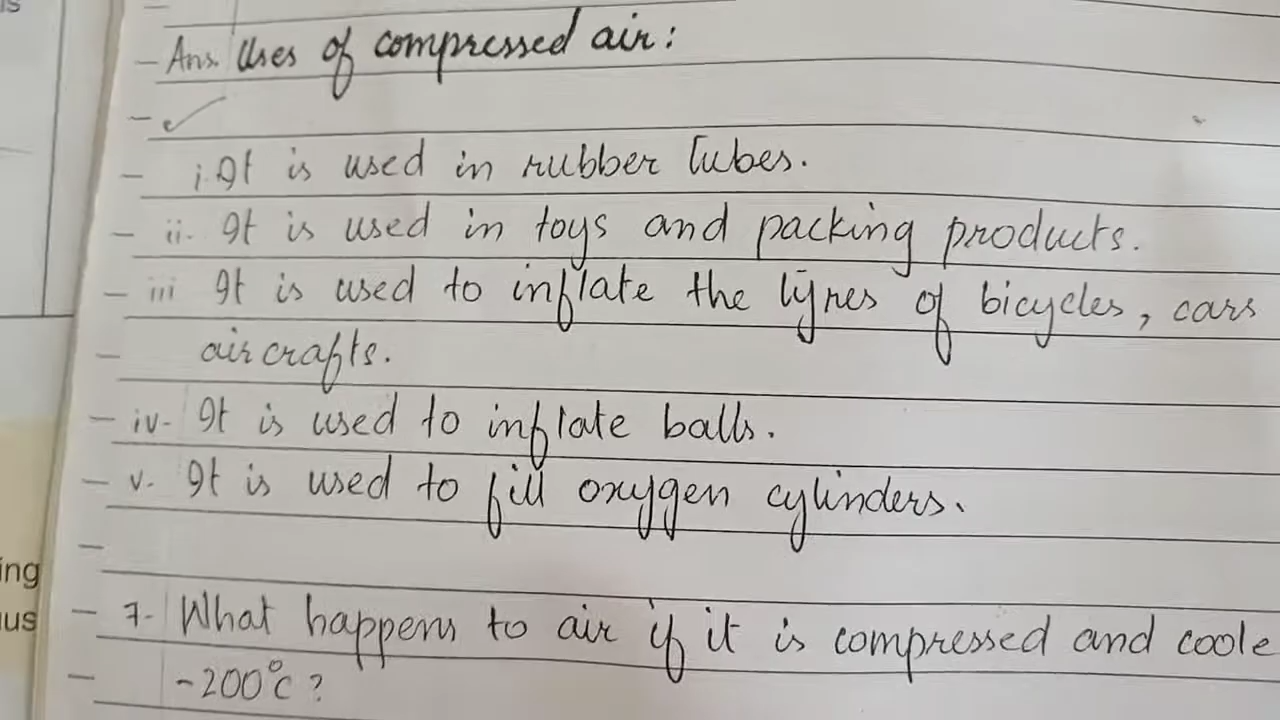 Ans. Uses of compressed air:
i. It is used in rubber tubes.
ii. It is used in toys and packing products.
iii It is used to inflate the tyres of bicycles, cars
aircrafts.
iv. It is used to inflate balls.
v. It is used to fill oxygen cylinders.
ing
us
7. What happens to air if it is compressed and coole
-200°C?